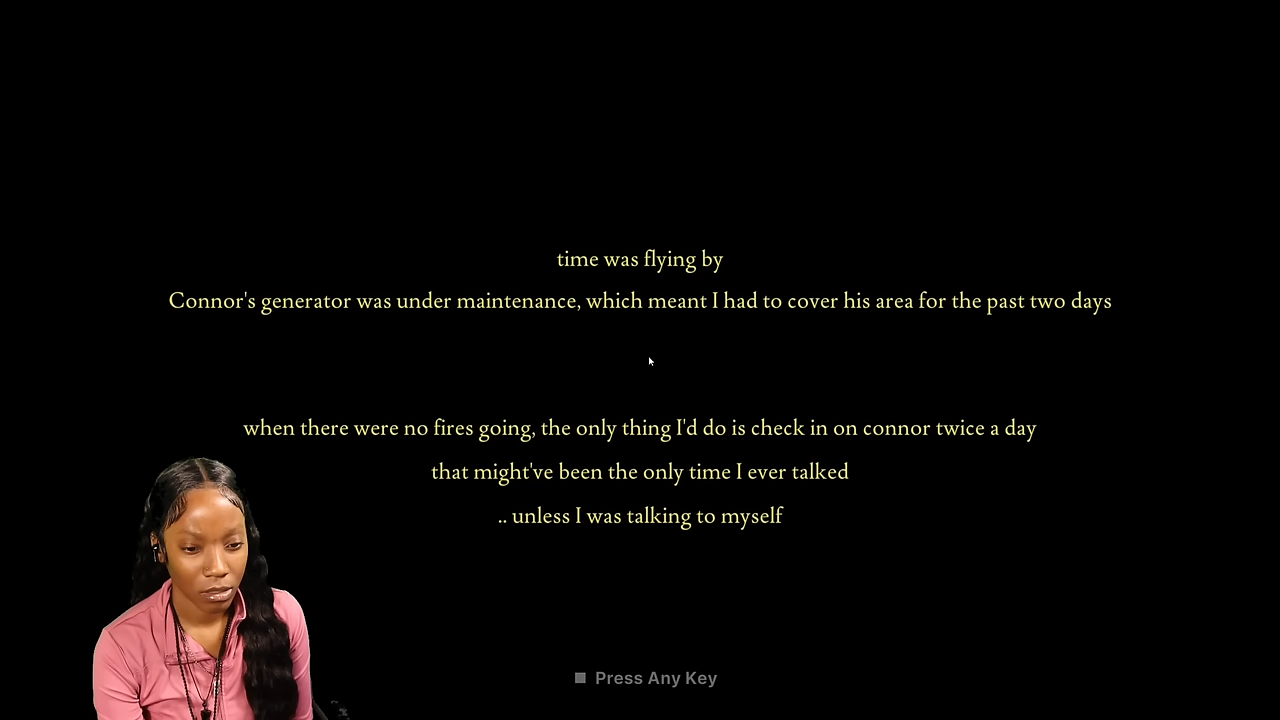 time was flying by
Connor's generator was under maintenance, which meant I had to cover his area for the past two days
when there were no fires going, the only thing I'd do is check in on connor twice a day
that might've been the only time I ever talked
.. unless I was talking to myself
Press Any Key